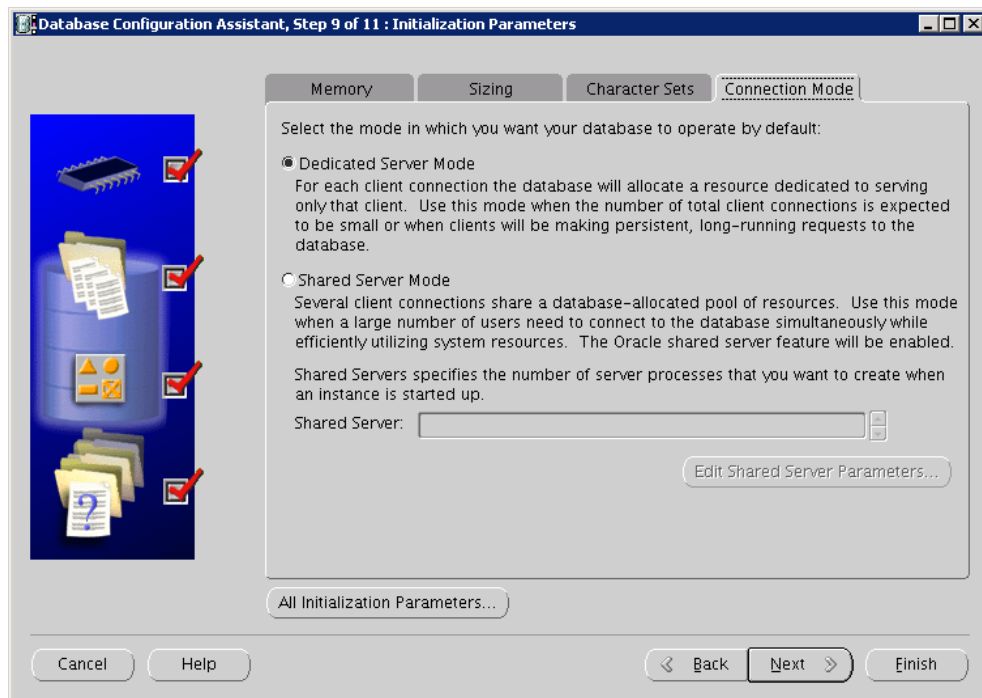 Database Configuration Assistant, Step 9 of 11 : Initialization Parameters
Memory
Sizing
Character Sets
Connection Mode
Select the mode in which you want your database to operate by default:
Dedicated Server Mode
For each client connection the database will allocate a resource dedicated to serving
only that client.  Use this mode when the number of total client connections is expected
to be small or when clients will be making persistent, long-running requests to the
database.
Shared Server Mode
Several client connections share a database-allocated pool of resources.  Use this mode
when a large number of users need to connect to the database simultaneously while
efficiently utilizing system resources.  The Oracle shared server feature will be enabled.
Shared Servers specifies the number of server processes that you want to create when
an instance is started up.
Shared Server:
Edit Shared Server Parameters...
?
All Initialization Parameters...
Cancel
Help
Back
Next
Finish